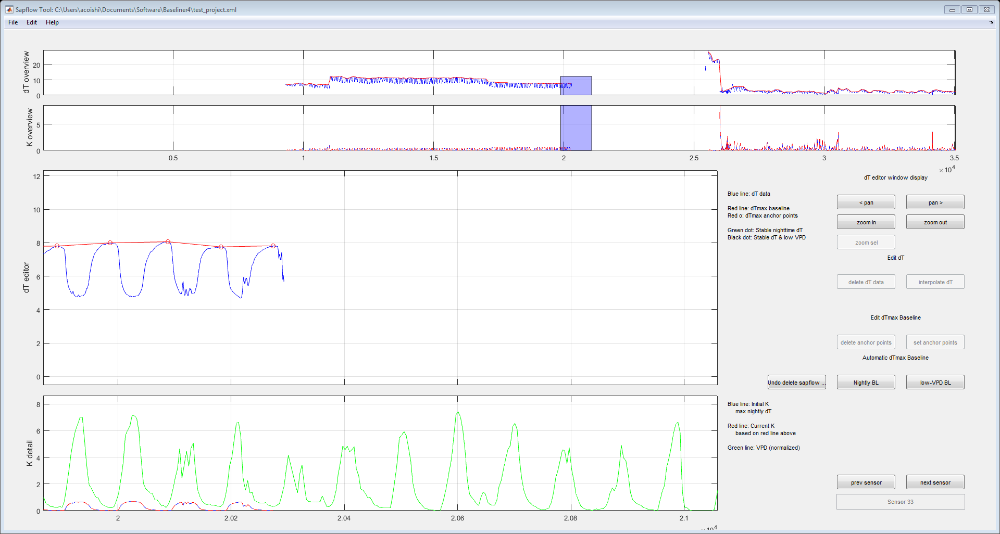 Sapflow Tool: C:\Users\acoishi\Documents\Software\Baseliner4\test_project.xml
File Edit Help
dT overview
20
10
0
K overview
5
0
0.5 1 1.5 2 2.5 3 3.5
×10^4
dT editor
12
10
8
6
4
2
0
Blue line: dT data
Red line: dTmax baseline
Red o: dTmax anchor points
Green dot: Stable nighttime dT
Black dot: Stable dT & low VPD
dT editor window display
< pan pan >
zoom in zoom out
zoom sel
Edit dT
delete dT data interpolate dT
Edit dTmax Baseline
delete anchor points set anchor points
Automatic dTmax Baseline
Undo delete sapflow ... Nightly BL low-VPD BL
K detail
8
6
4
2
0
2 2.02 2.04 2.06 2.08 2.1
Blue line: Initial K
max nightly dT
Red line: Current K
based on red line above
Green line: VPD (normalized)
prev sensor next sensor
Sensor 33